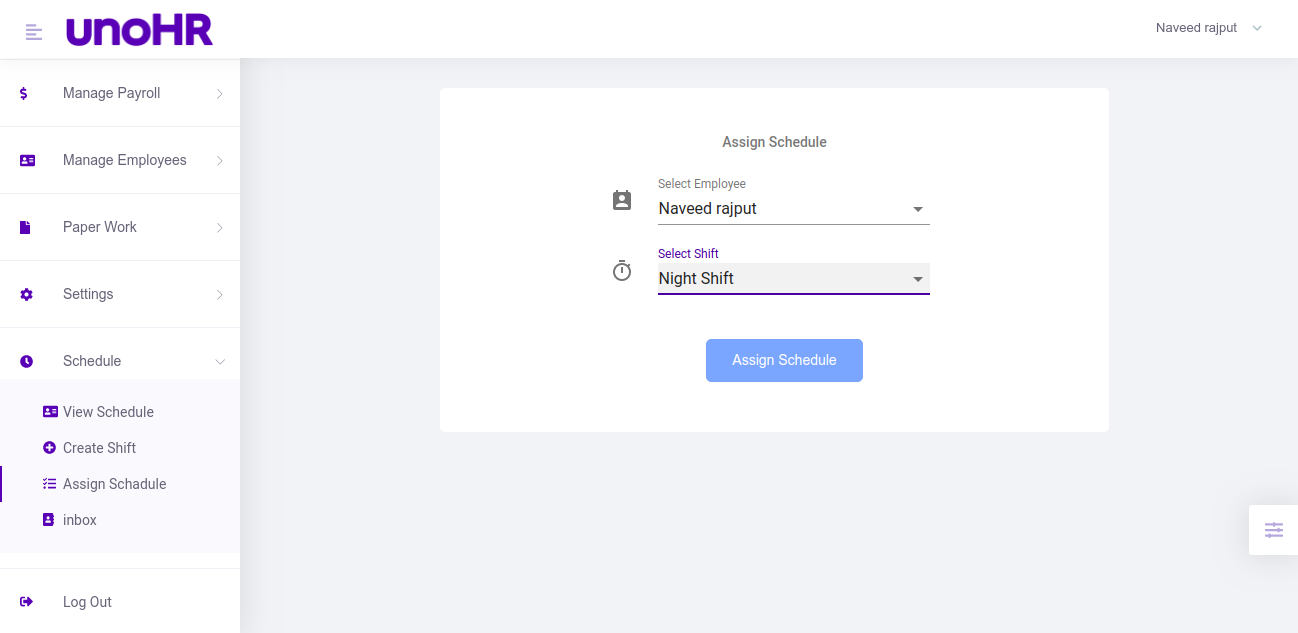 unoHR
Naveed rajput
Manage Payroll
Manage Employees
Paper Work
Settings
Schedule
View Schedule
Create Shift
Assign Schadule
inbox
Log Out
Assign Schedule
Select Employee
Naveed rajput
Select Shift
Night Shift
Assign Schedule